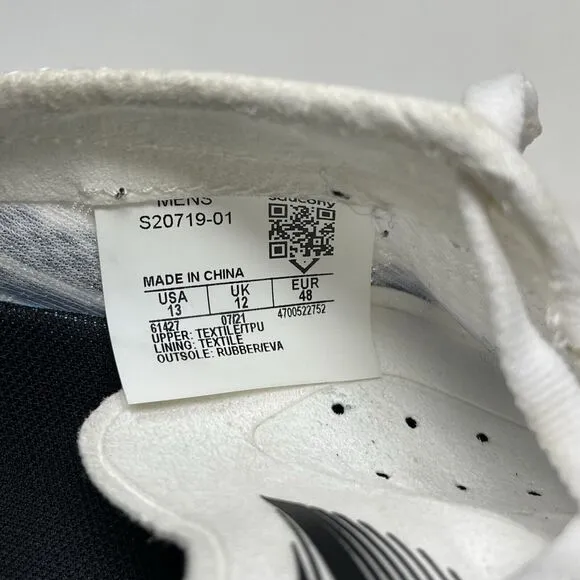 MENS
saucony
S20719-01
MADE IN CHINA
USA UK EUR
13 12 48
61427 07/21 4700522752
UPPER: TEXTILE/TPU
LINING: TEXTILE
OUTSOLE: RUBBER/EVA